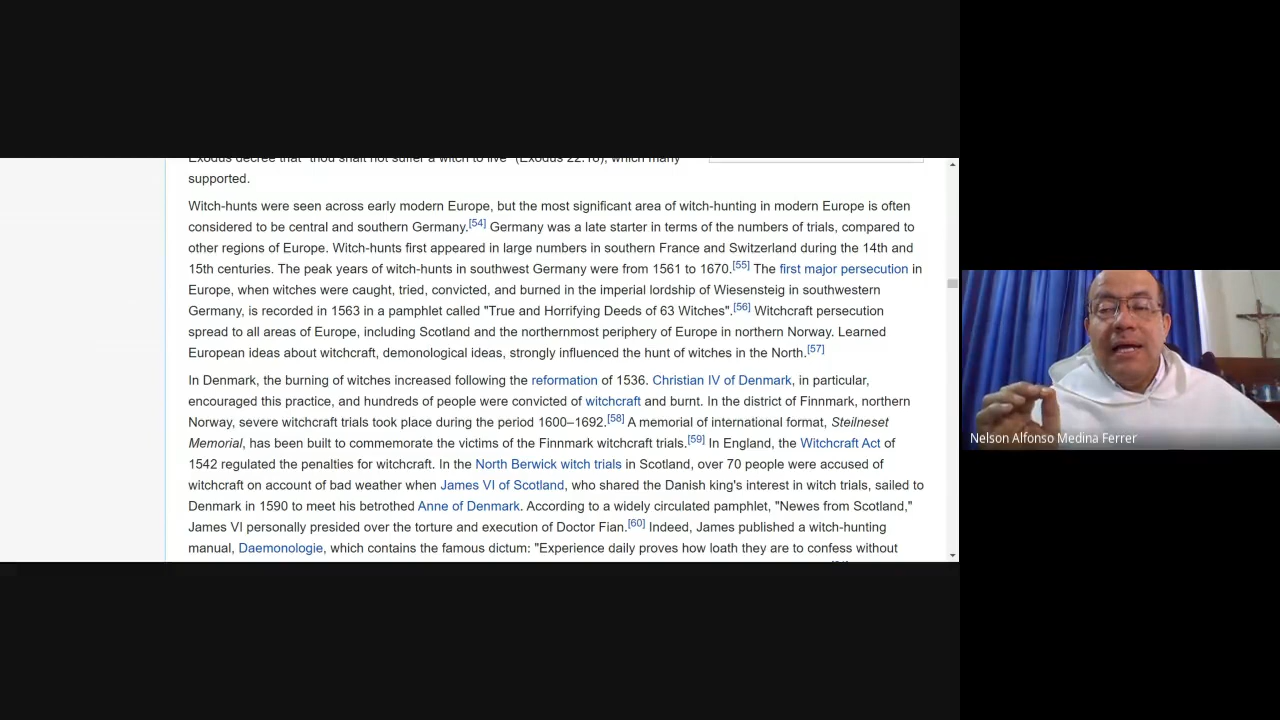 Exodus decree that "thou shalt not suffer a witch to live" (Exodus 22:18), which many
supported.
Witch-hunts were seen across early modern Europe, but the most significant area of witch-hunting in modern Europe is often
considered to be central and southern Germany.[54] Germany was a late starter in terms of the numbers of trials, compared to
other regions of Europe. Witch-hunts first appeared in large numbers in southern France and Switzerland during the 14th and
15th centuries. The peak years of witch-hunts in southwest Germany were from 1561 to 1670.[55] The first major persecution in
Europe, when witches were caught, tried, convicted, and burned in the imperial lordship of Wiesensteig in southwestern
Germany, is recorded in 1563 in a pamphlet called "True and Horrifying Deeds of 63 Witches".[56] Witchcraft persecution
spread to all areas of Europe, including Scotland and the northernmost periphery of Europe in northern Norway. Learned
European ideas about witchcraft, demonological ideas, strongly influenced the hunt of witches in the North.[57]
In Denmark, the burning of witches increased following the reformation of 1536. Christian IV of Denmark, in particular,
encouraged this practice, and hundreds of people were convicted of witchcraft and burnt. In the district of Finnmark, northern
Norway, severe witchcraft trials took place during the period 1600–1692.[58] A memorial of international format, Steilneset
Memorial, has been built to commemorate the victims of the Finnmark witchcraft trials.[59] In England, the Witchcraft Act of
1542 regulated the penalties for witchcraft. In the North Berwick witch trials in Scotland, over 70 people were accused of
witchcraft on account of bad weather when James VI of Scotland, who shared the Danish king's interest in witch trials, sailed to
Denmark in 1590 to meet his betrothed Anne of Denmark. According to a widely circulated pamphlet, "Newes from Scotland,"
James VI personally presided over the torture and execution of Doctor Fian.[60] Indeed, James published a witch-hunting
manual, Daemonologie, which contains the famous dictum: "Experience daily proves how loath they are to confess without
Nelson Alfonso Medina Ferrer